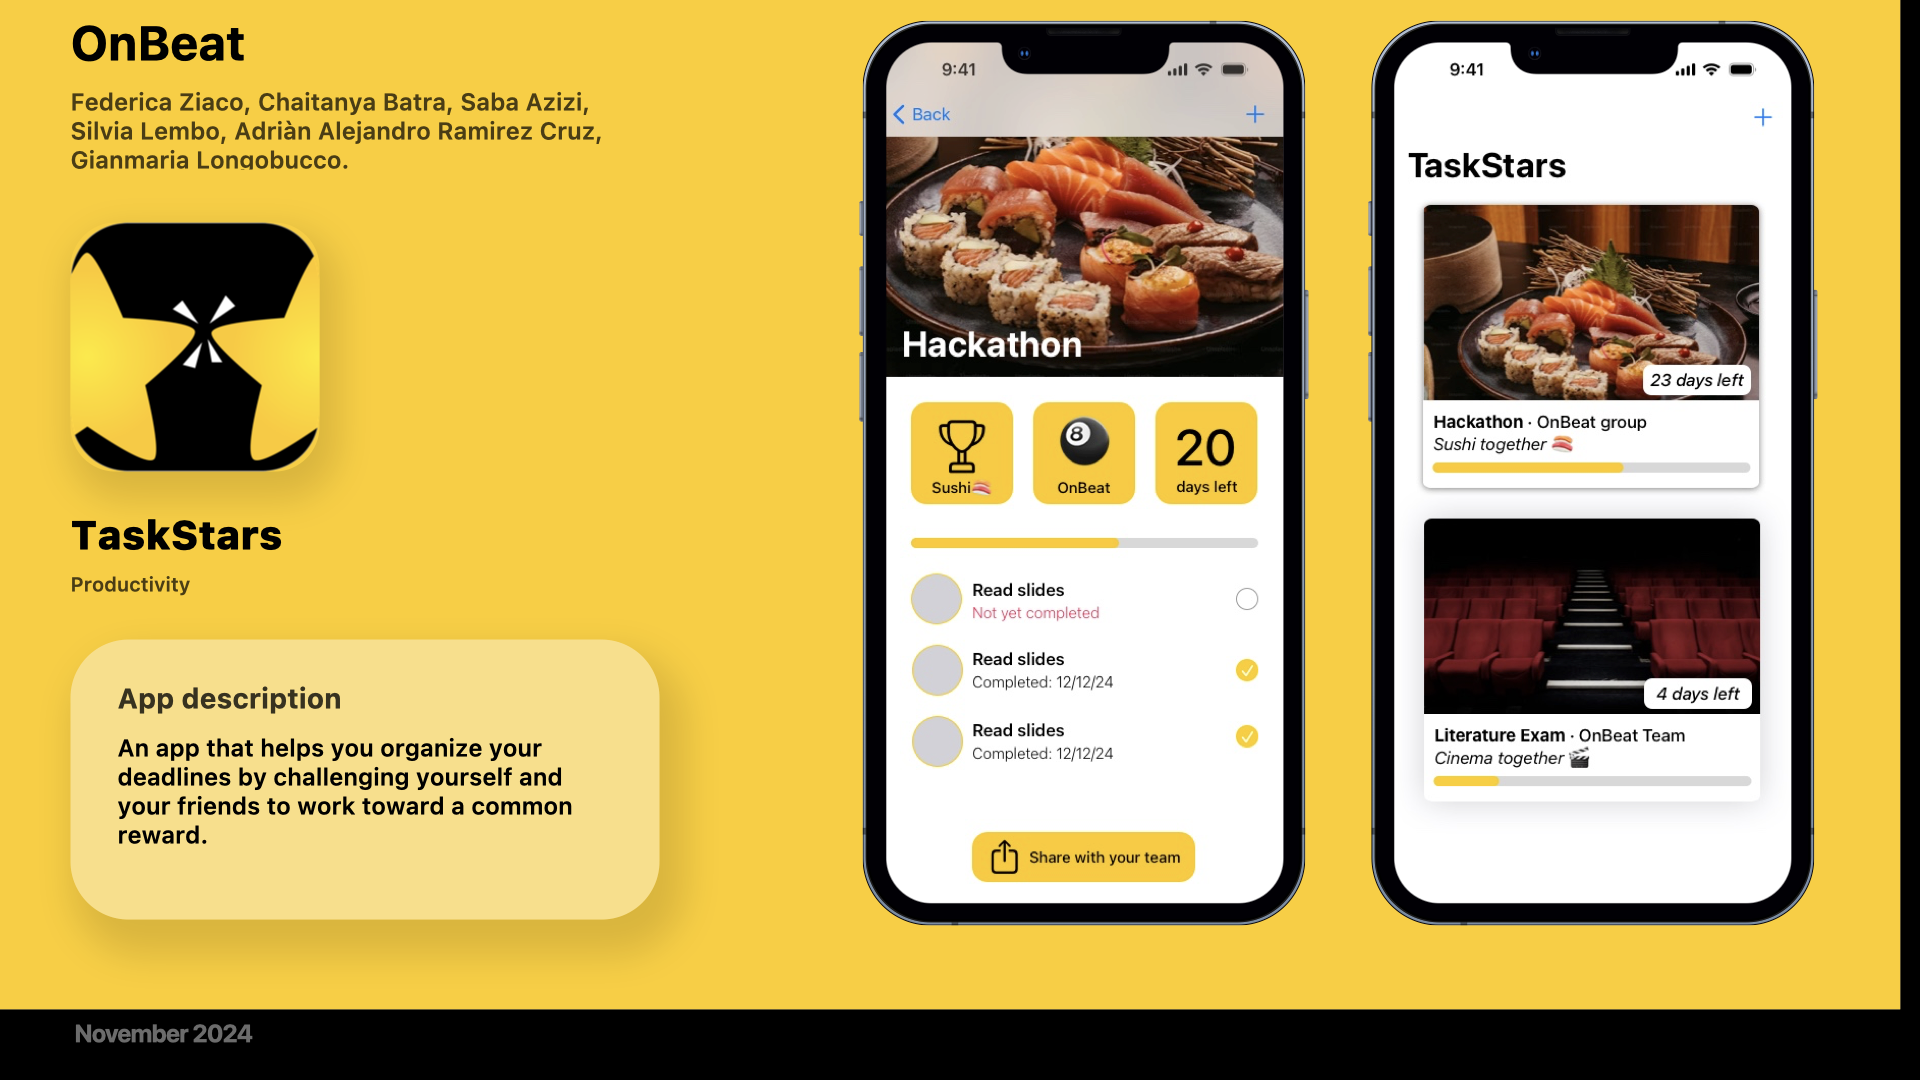 OnBeat
Federica Ziaco, Chaitanya Batra, Saba Azizi,
Silvia Lembo, Adriàn Alejandro Ramirez Cruz,
Gianmaria Longobucco.
TaskStars
Productivity
App description
An app that helps you organize your
deadlines by challenging yourself and
your friends to work toward a common
reward.
November 2024
9:41
Back
Hackathon
Sushi🍣
8
OnBeat
20
days left
Read slides
Not yet completed
Read slides
Completed: 12/12/24
Read slides
Completed: 12/12/24
Share with your team
9:41
TaskStars
23 days left
Hackathon · OnBeat group
Sushi together 🍣
4 days left
Literature Exam · OnBeat Team
Cinema together 🎬